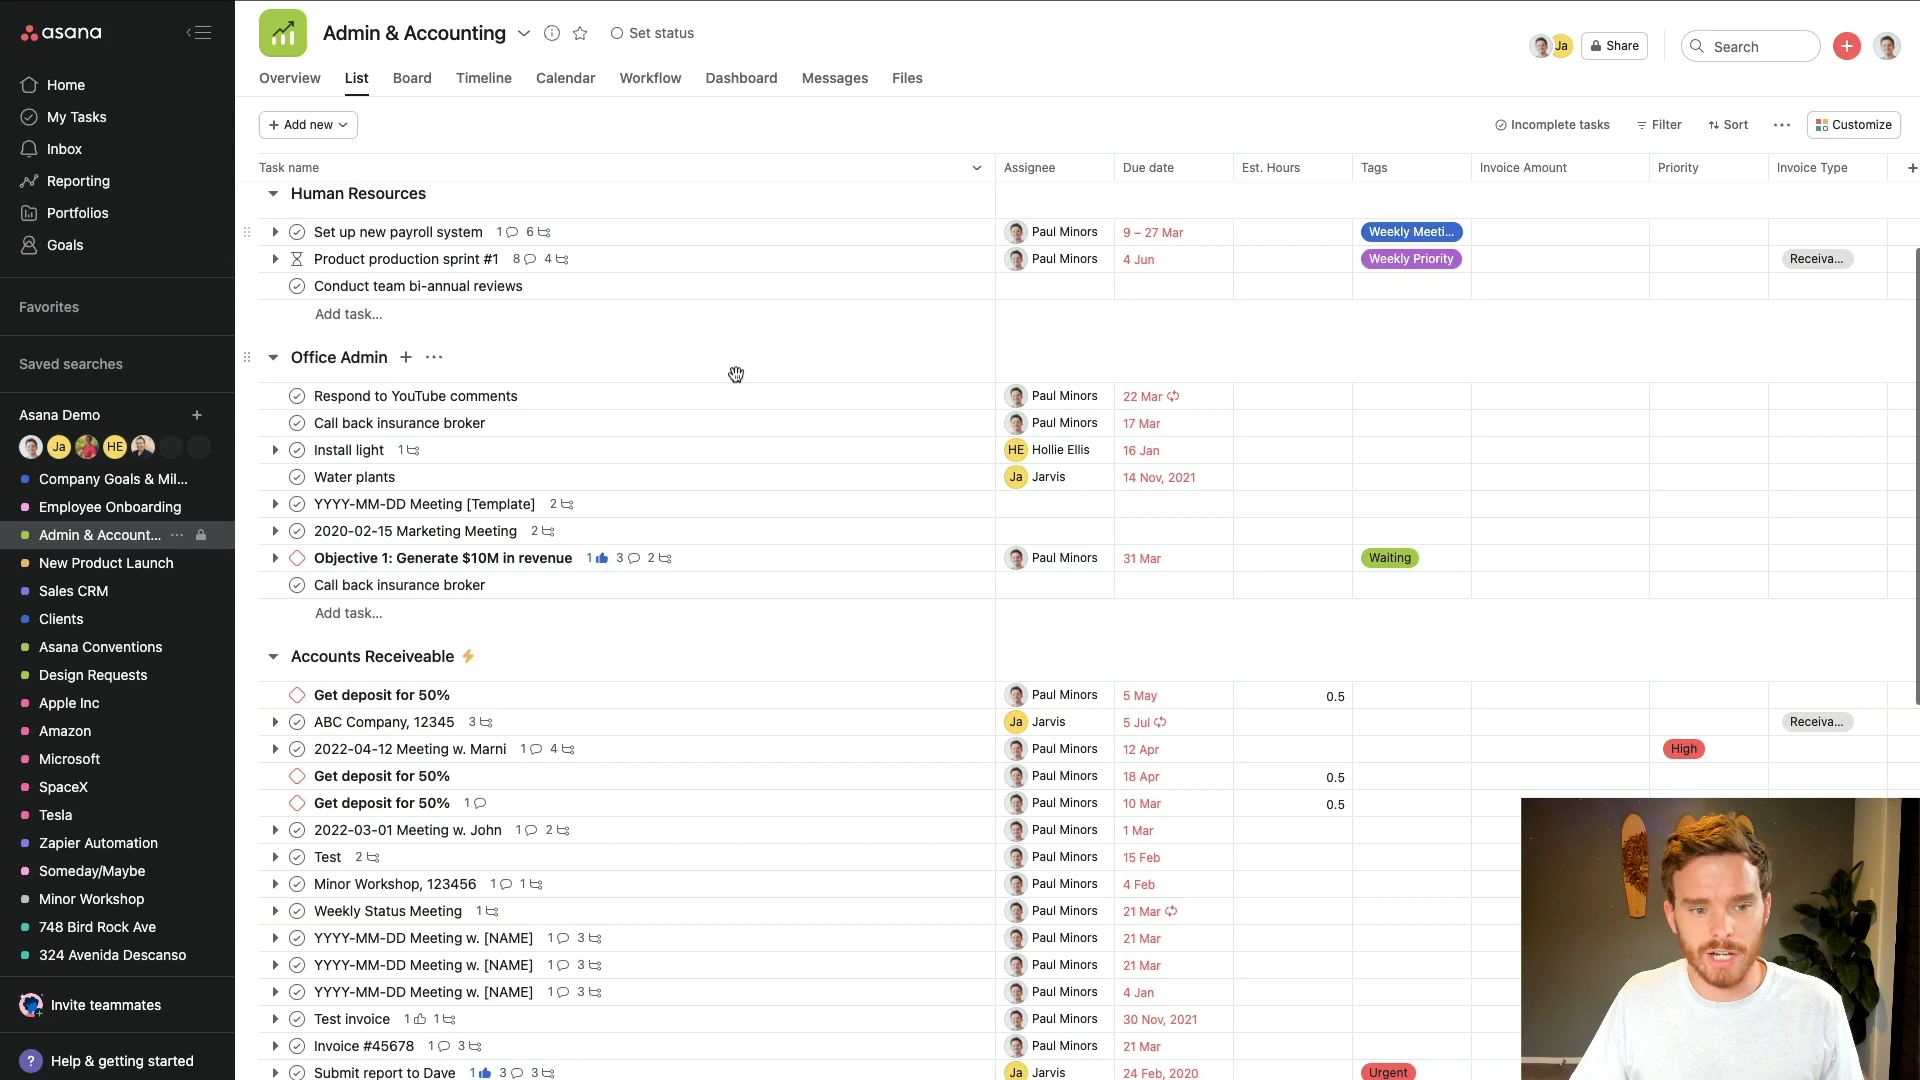 asana
Home
My Tasks
Inbox
Reporting
Portfolios
Goals
Favorites
Saved searches
Asana Demo
Ja HE
Company Goals & Mil...
Employee Onboarding
Admin & Account...
New Product Launch
Sales CRM
Clients
Asana Conventions
Design Requests
Apple Inc
Amazon
Microsoft
SpaceX
Tesla
Zapier Automation
Someday/Maybe
Minor Workshop
748 Bird Rock Ave
324 Avenida Descanso
Invite teammates
? Help & getting started
Admin & Accounting Set status
Ja Share Search
Overview List Board Timeline Calendar Workflow Dashboard Messages Files
+ Add new Incomplete tasks Filter Sort ... Customize
Task name Assignee Due date Est. Hours Tags Invoice Amount Priority Invoice Type +
Human Resources
Set up new payroll system 1 6 Paul Minors 9 – 27 Mar Weekly Meeti...
Product production sprint #1 8 4 Paul Minors 4 Jun Weekly Priority Receiva...
Conduct team bi-annual reviews
Add task...
Office Admin + ...
Respond to YouTube comments Paul Minors 22 Mar
Call back insurance broker Paul Minors 17 Mar
Install light 1 HE Hollie Ellis 16 Jan
Water plants Ja Jarvis 14 Nov, 2021
YYYY-MM-DD Meeting [Template] 2
2020-02-15 Marketing Meeting 2
Objective 1: Generate $10M in revenue 1 3 2 Paul Minors 31 Mar Waiting
Call back insurance broker
Add task...
Accounts Receiveable
Get deposit for 50% Paul Minors 5 May 0.5
ABC Company, 12345 3 Ja Jarvis 5 Jul Receiva...
2022-04-12 Meeting w. Marni 1 4 Paul Minors 12 Apr High
Get deposit for 50% Paul Minors 18 Apr 0.5
Get deposit for 50% 1 Paul Minors 10 Mar 0.5
2022-03-01 Meeting w. John 1 2 Paul Minors 1 Mar
Test 2 Paul Minors 15 Feb
Minor Workshop, 123456 1 1 Paul Minors 4 Feb
Weekly Status Meeting 1 Paul Minors 21 Mar
YYYY-MM-DD Meeting w. [NAME] 1 3 Paul Minors 21 Mar
YYYY-MM-DD Meeting w. [NAME] 1 3 Paul Minors 21 Mar
YYYY-MM-DD Meeting w. [NAME] 1 3 Paul Minors 4 Jan
Test invoice 1 1 Paul Minors 30 Nov, 2021
Invoice #45678 1 3 Paul Minors 21 Mar
Submit report to Dave 1 3 3 Ja Jarvis 24 Feb, 2020 Urgent